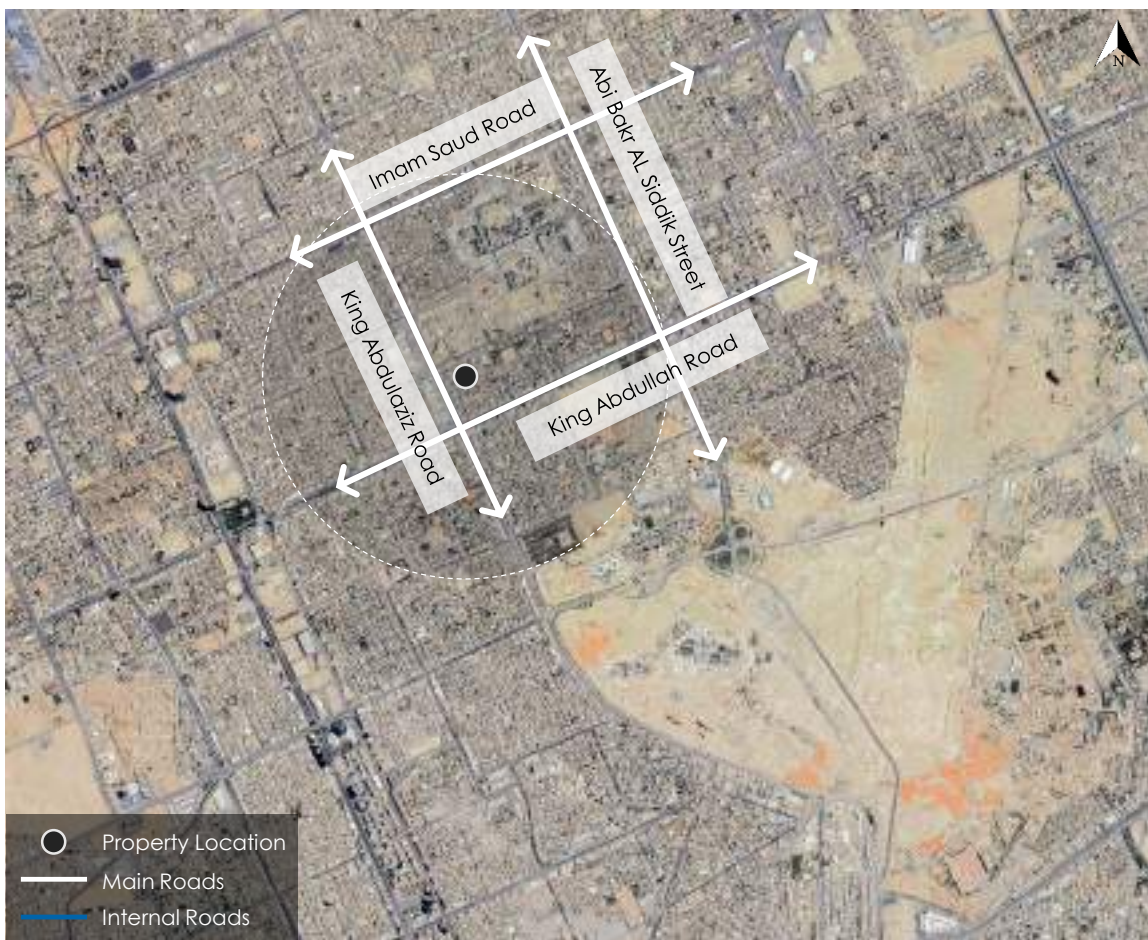 N
Imam Saud Road
Abi Bakr AL Siddik Street
King Abdulaziz Road
King Abdullah Road
Property Location
Main Roads
Internal Roads